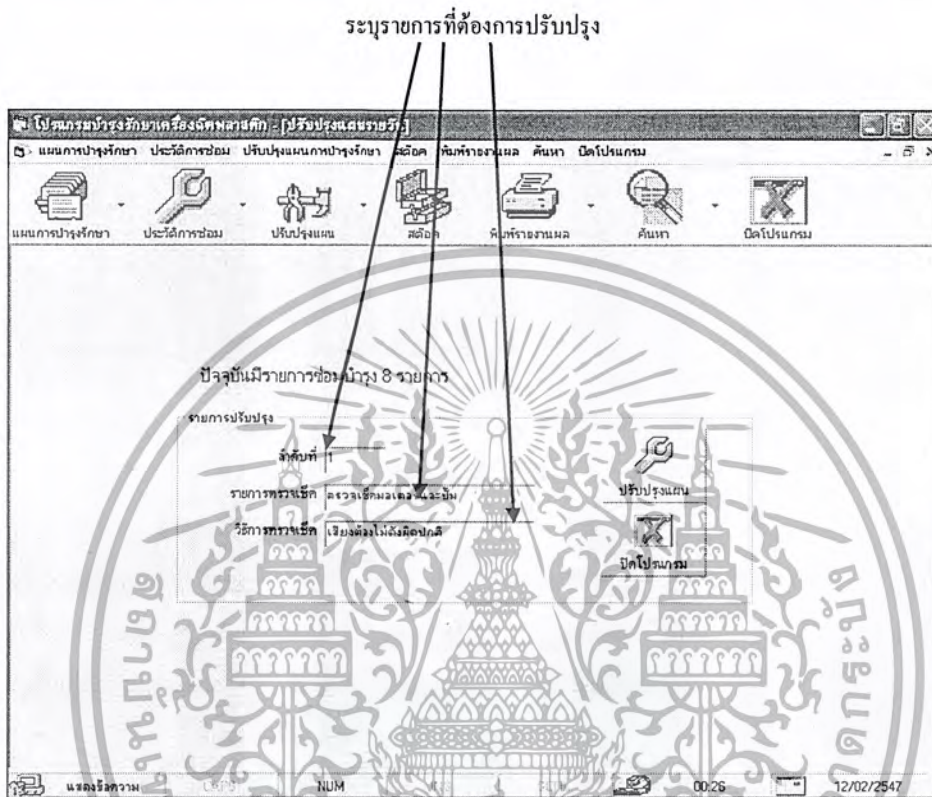 ระบุรายการที่ต้องการปรับปรุง
โปรแกรมบำรุงรักษาเครื่องฉีดพลาสติก - [ปรับปรุงแผนรายวัน]
แผนการบำรุงรักษา ประวัติการซ่อม ปรับปรุงแผนการบำรุงรักษา สต๊อค พิมพ์รายงานผล ค้นหา ปิดโปรแกรม
แผนการบำรุงรักษา ประวัติการซ่อม ปรับปรุงแผน สต๊อค พิมพ์รายงานผล ค้นหา ปิดโปรแกรม
ปัจจุบันมีรายการซ่อมบำรุง 8 รายการ
รายการปรับปรุง
ลำดับที่ 1
รายการตรวจเช็ค ตรวจเช็คมอเตอร์และปั๊ม
วิธีการตรวจเช็ค เสียงต้องไม่ดังผิดปกติ
ปรับปรุงแผน
ปิดโปรแกรม
แสดงข้อความ CAPS NUM 00:26 12/02/2547